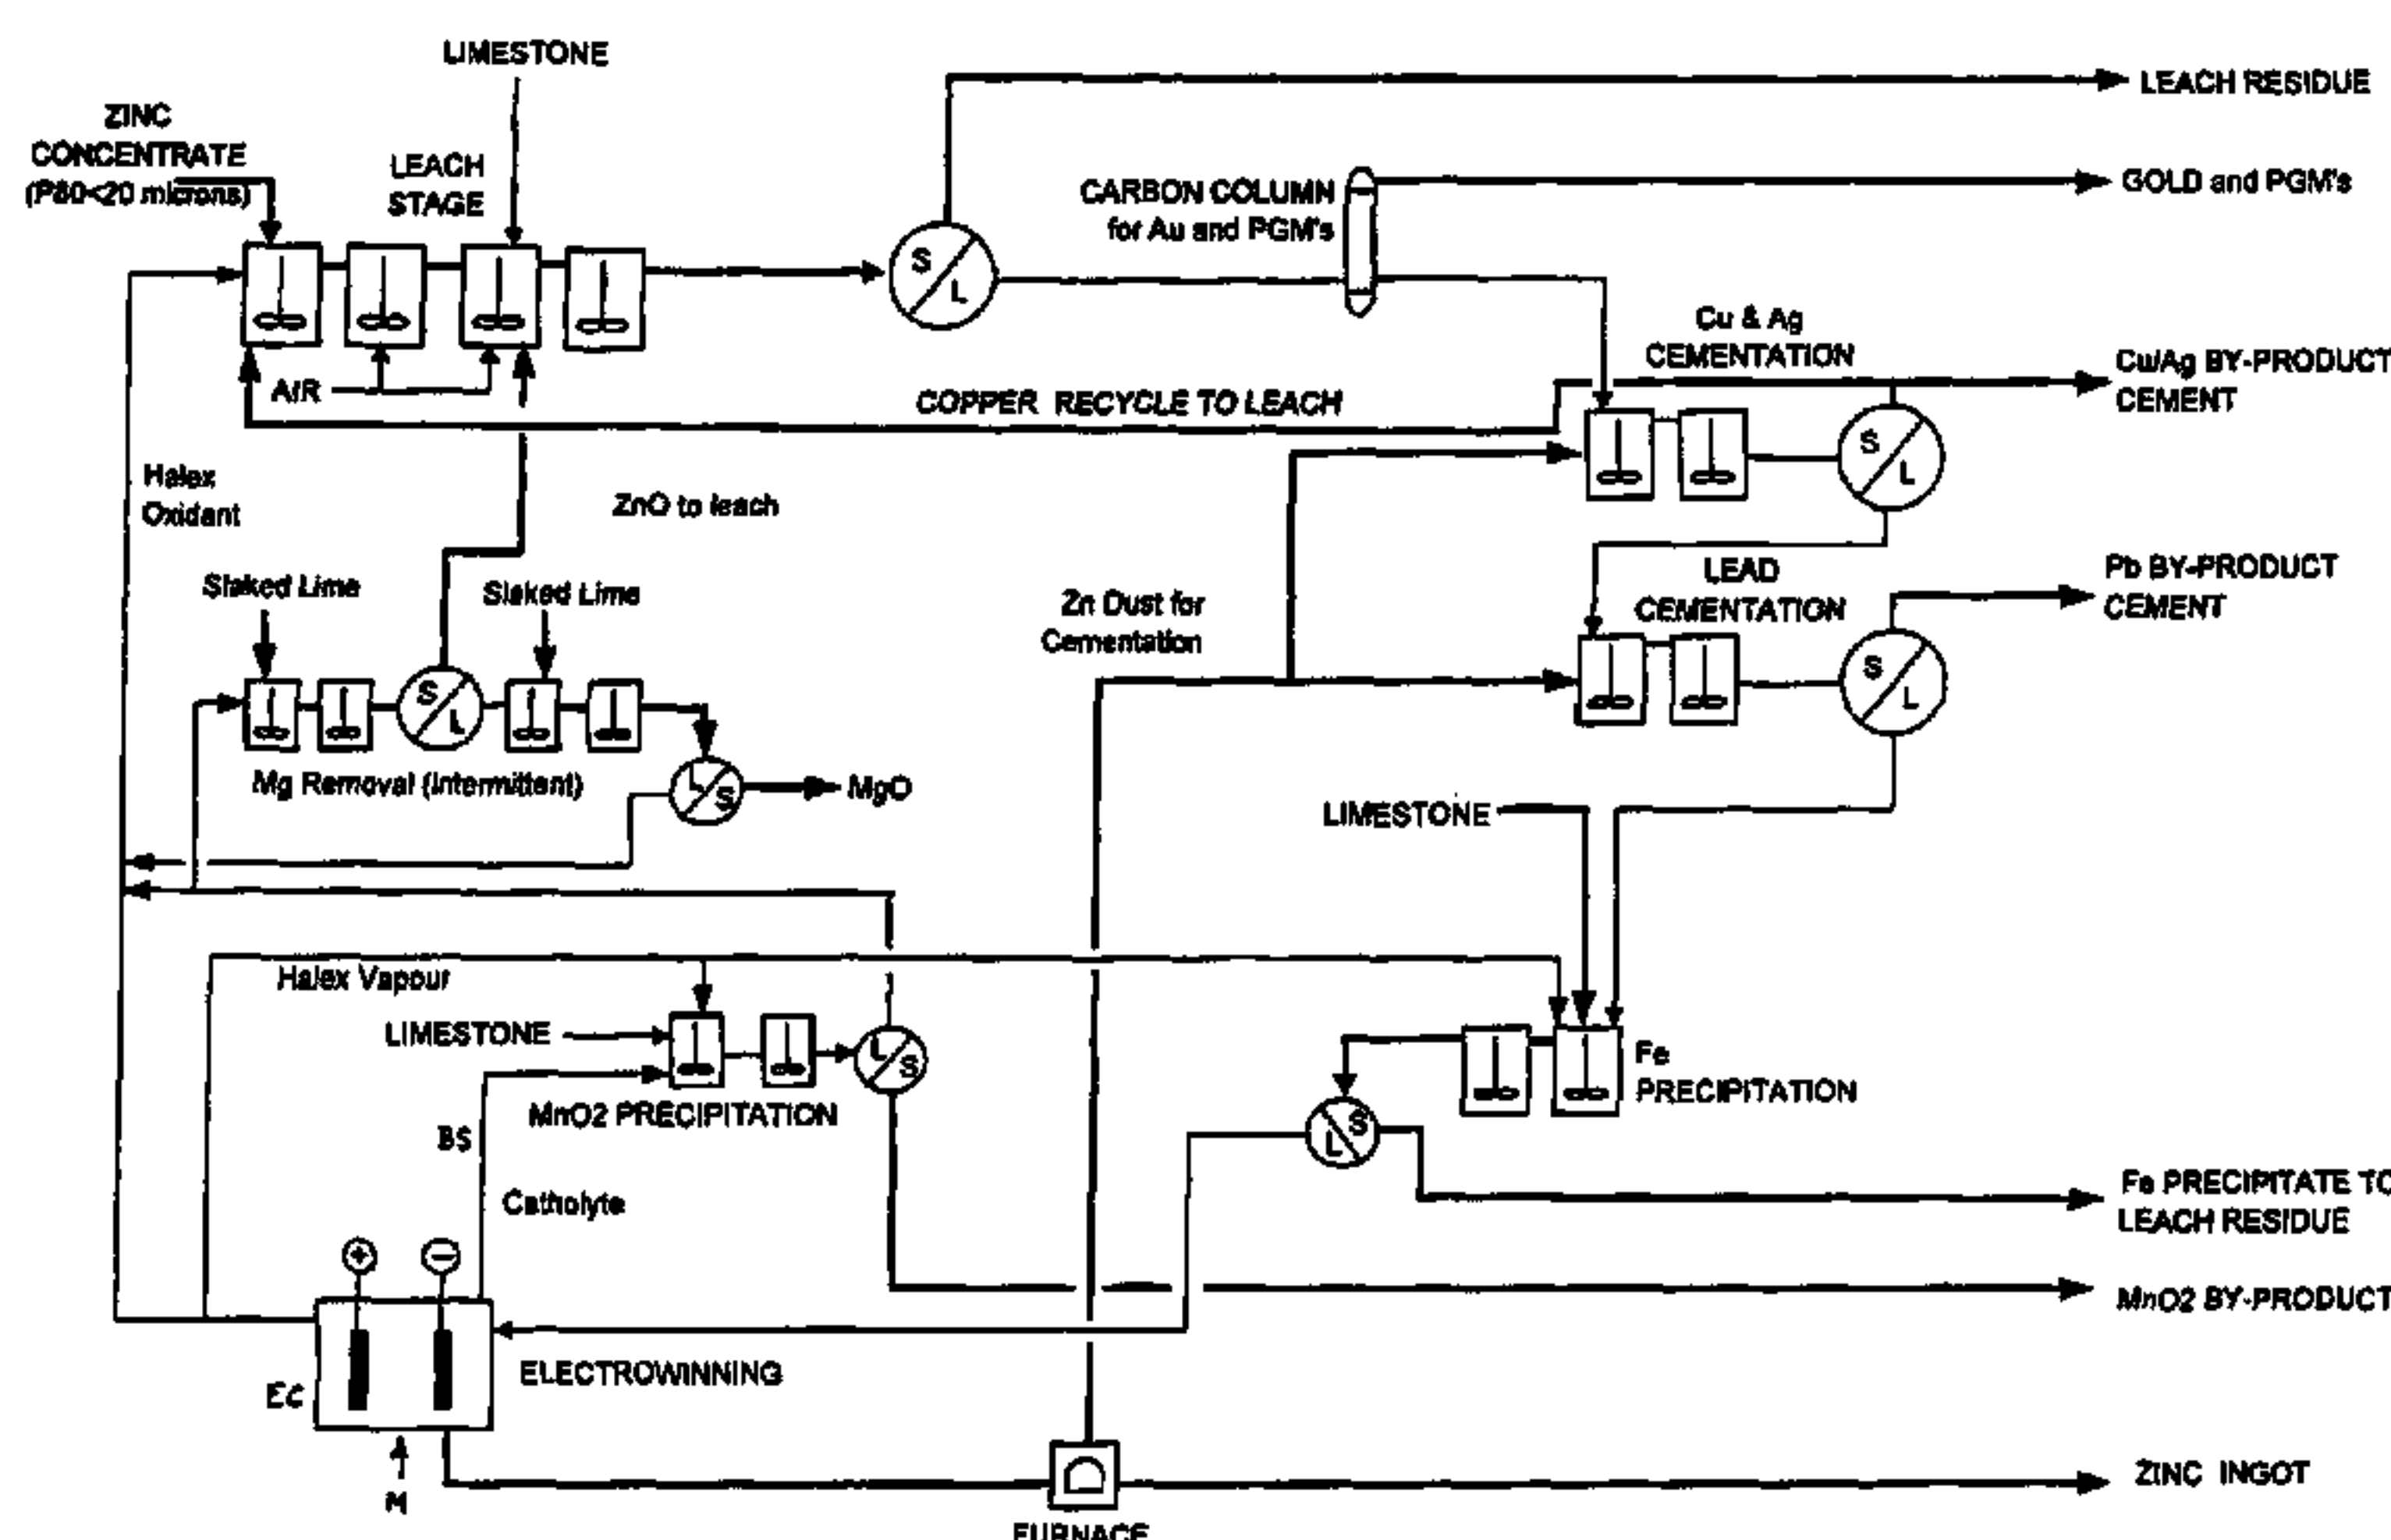 LIMESTONE
LEACH RESIDUE
ZINC
CONCENTRATE
(P80<20 microns)
LEACH
STAGE
CARBON COLUMN
for Au and PGM's
GOLD and PGM's
S
L
Cu & Ag
CEMENTATION
Cu/Ag BY-PRODUCT
CEMENT
AIR
COPPER RECYCLE TO LEACH
S
L
Halex
Oxidant
ZnO to leach
Slaked Lime
Slaked Lime
Zn Dust for
Cementation
LEAD
CEMENTATION
Pb BY-PRODUCT
CEMENT
S
L
S
L
Mg Removal (Intermittent)
L
S
MgO
LIMESTONE
Halex Vapour
LIMESTONE
L
S
MnO2 PRECIPITATION
Fe
PRECIPITATION
S
L
BS
Catholyte
Fe PRECIPITATE TO
LEACH RESIDUE
MnO2 BY-PRODUCT
+
−
EC
ELECTROWINNING
M
ZINC INGOT
FURNACE